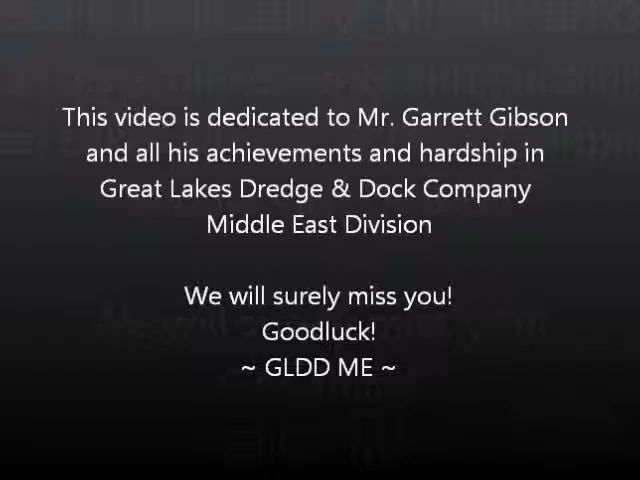 This video is dedicated to Mr. Garrett Gibson
and all his achievements and hardship in
Great Lakes Dredge & Dock Company
Middle East Division
We will surely miss you!
Goodluck!
~ GLDD ME ~